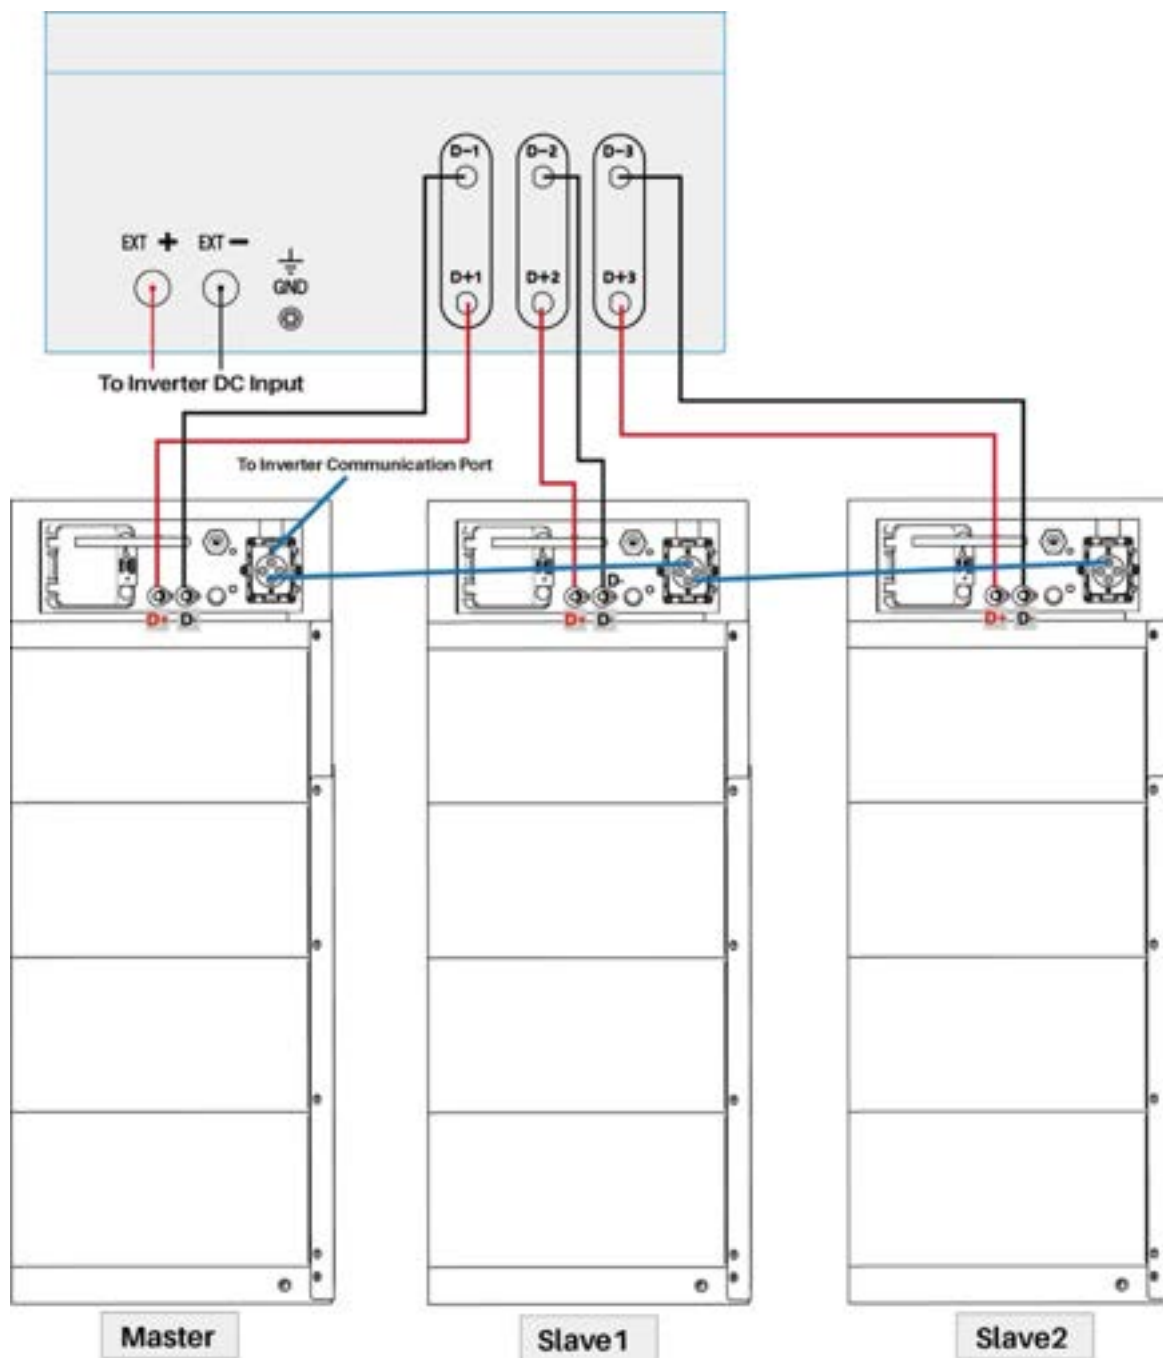 D−1 D−2 D−3
EXT + EXT −
GND
D+1 D+2 D+3
To Inverter DC Input
To Inverter Communication Port
D-
D+ D- D+ D- D+ D-
Master Slave1 Slave2